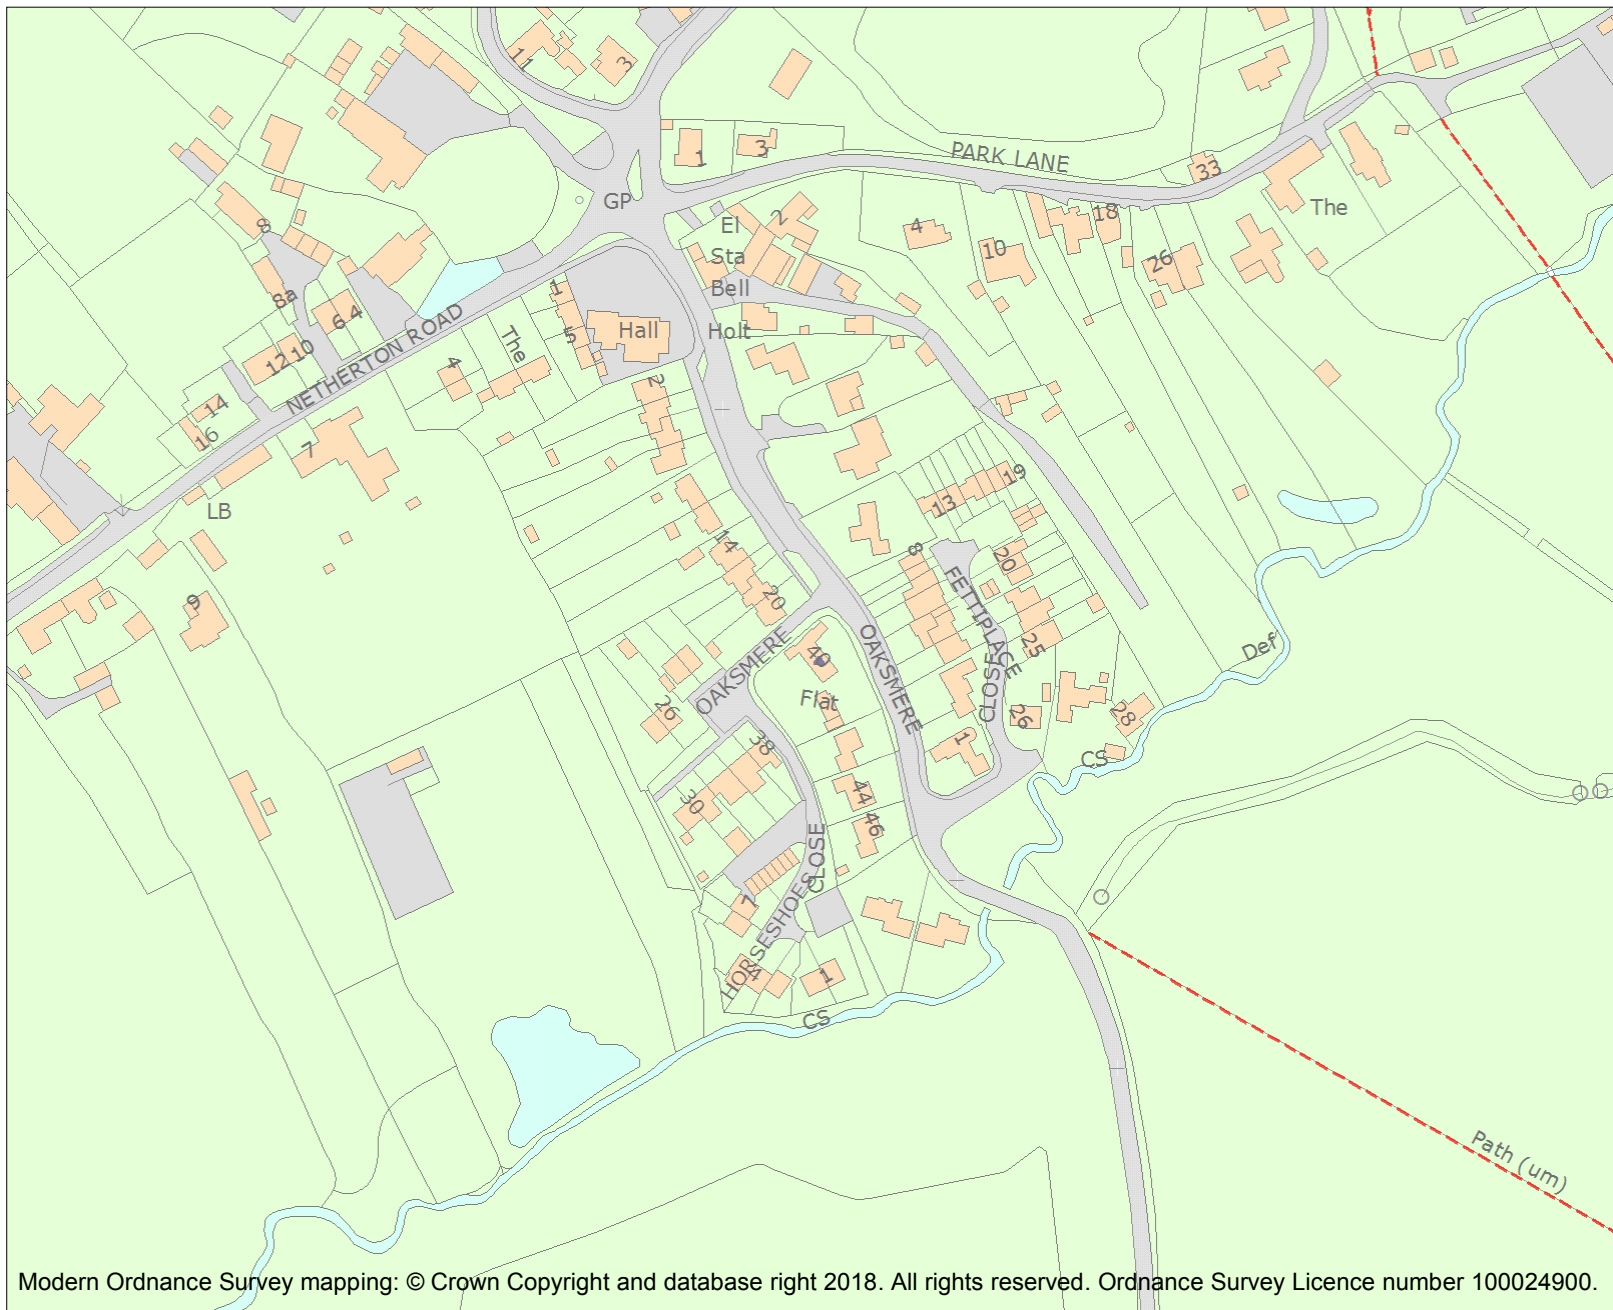 11
3
1
3
PARK LANE
33
GP
The
8
El
2
4
18
Sta
10
26
8a
Bell
1
6 4
Hall
Holt
5
The
12 10
NETHERTON ROAD
4
2
14
16
7
19
13
LB
14
8
20
FETTIPLACE
CLOSE
9
20
OAKSMERE
40
OAKSMERE
25
Def
Flat
26
26
28
38
1
CS
30
44
46
HORSESHOES
CLOSE
7
4
1
CS
Path (um)
Modern Ordnance Survey mapping: © Crown Copyright and database right 2018. All rights reserved. Ordnance Survey Licence number 100024900.